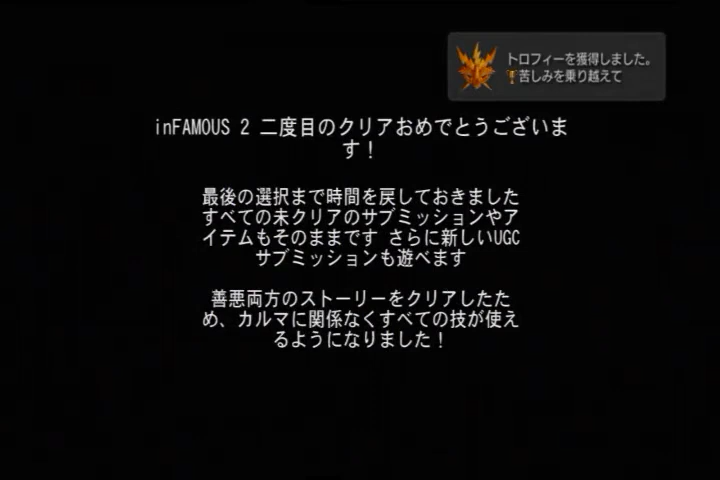 トロフィーを獲得しました。
苦しみを乗り越えて
inFAMOUS 2 二度目のクリアおめでとうございま
す！
最後の選択まで時間を戻しておきました
すべての未クリアのサブミッションやア
イテムもそのままです さらに新しいUGC
サブミッションも遊べます
善悪両方のストーリーをクリアしたた
め、カルマに関係なくすべての技が使え
るようになりました！